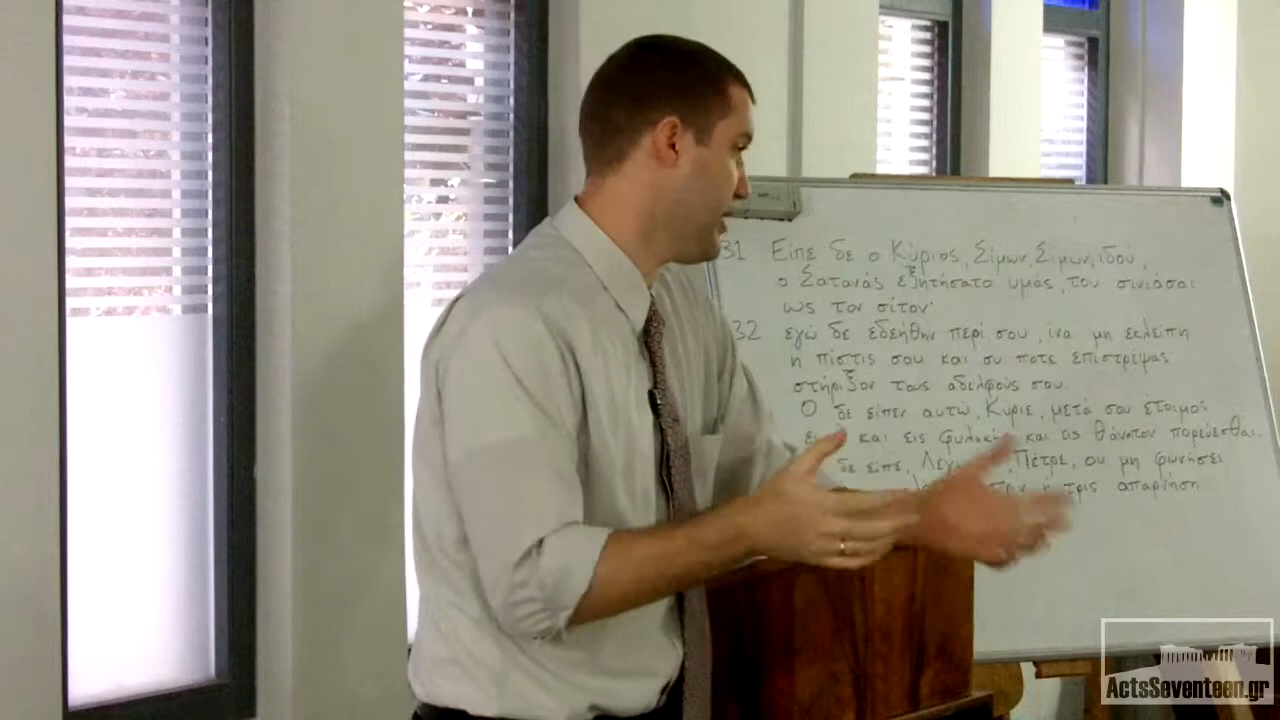 31 Είπε δε ο Κύριος, Σίμων, Σίμων, ιδού,
ο Σατανάς εξητήσατο υμάς, του σινιάσαι
ως τον σίτον·
32 εγώ δε εδεήθην περί σου, ίνα μη εκλείπη
η πίστις σου και συ ποτε επιστρέψας
στήριξον τους αδελφούς σου.
Ο δε είπεν αυτώ, Κύριε, μετά σου έτοιμος
και εις φυλακήν και εις θάνατον πορεύεσθαι.
δε είπε, Πέτρε, ου μη φωνήσει
ή τρις απαρνήση
ActsSeventeen.gr